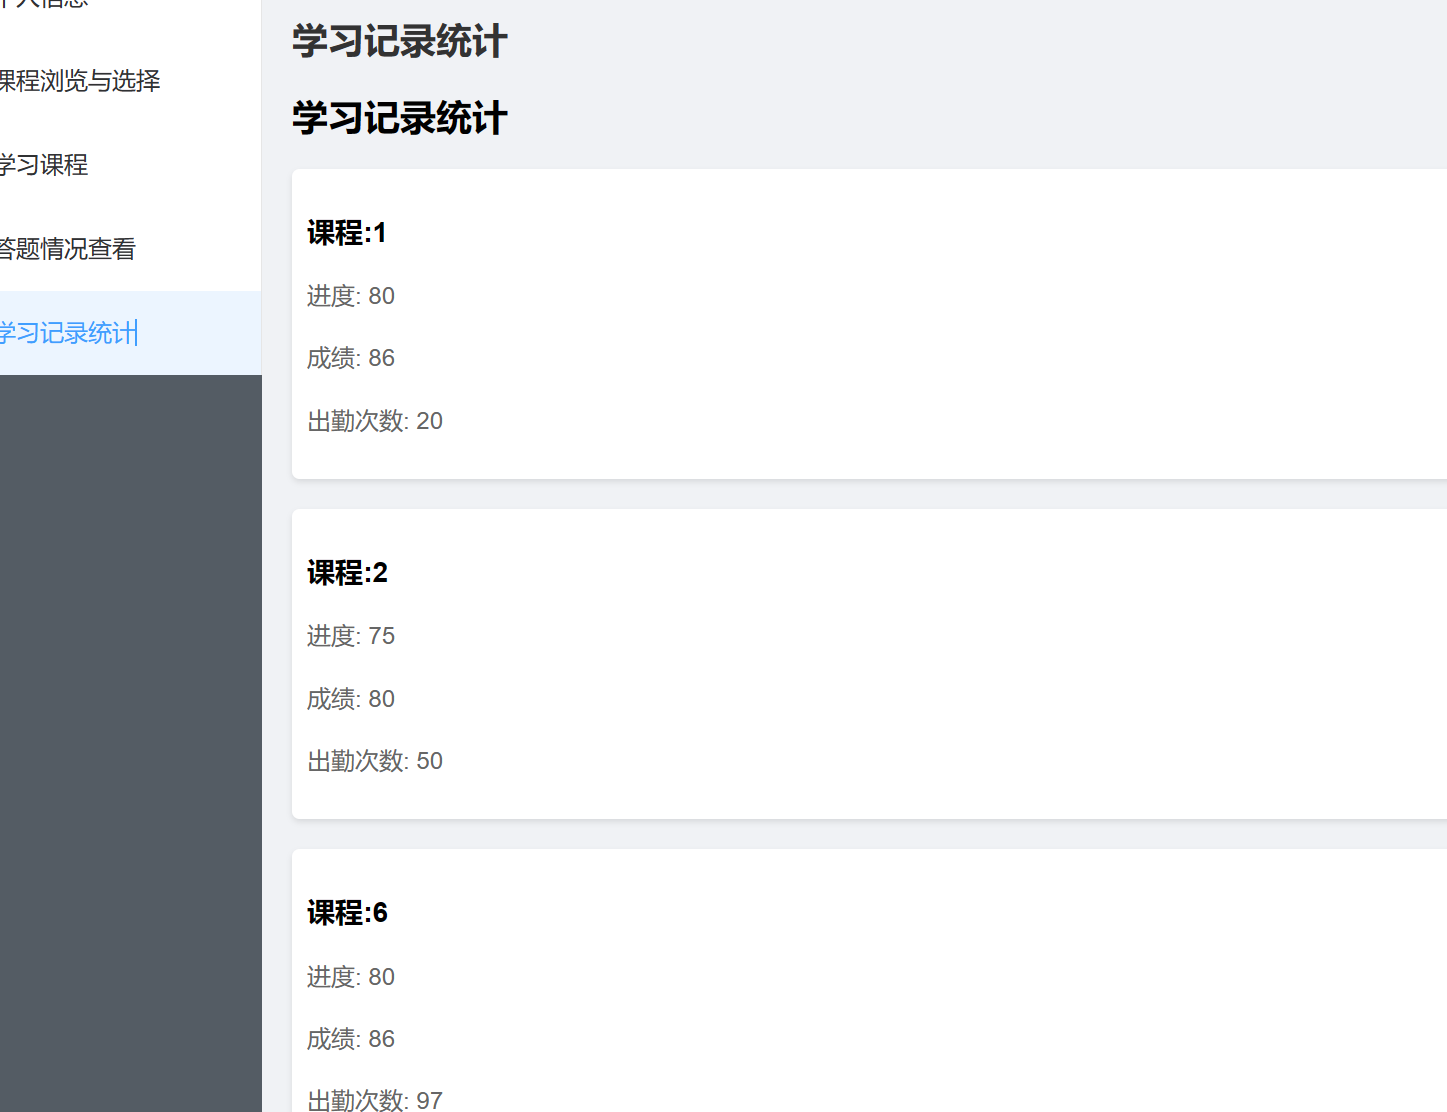 个人信息
课程浏览与选择
学习课程
答题情况查看
学习记录统计
学习记录统计
学习记录统计
课程:1
进度: 80
成绩: 86
出勤次数: 20
课程:2
进度: 75
成绩: 80
出勤次数: 50
课程:6
进度: 80
成绩: 86
出勤次数: 97